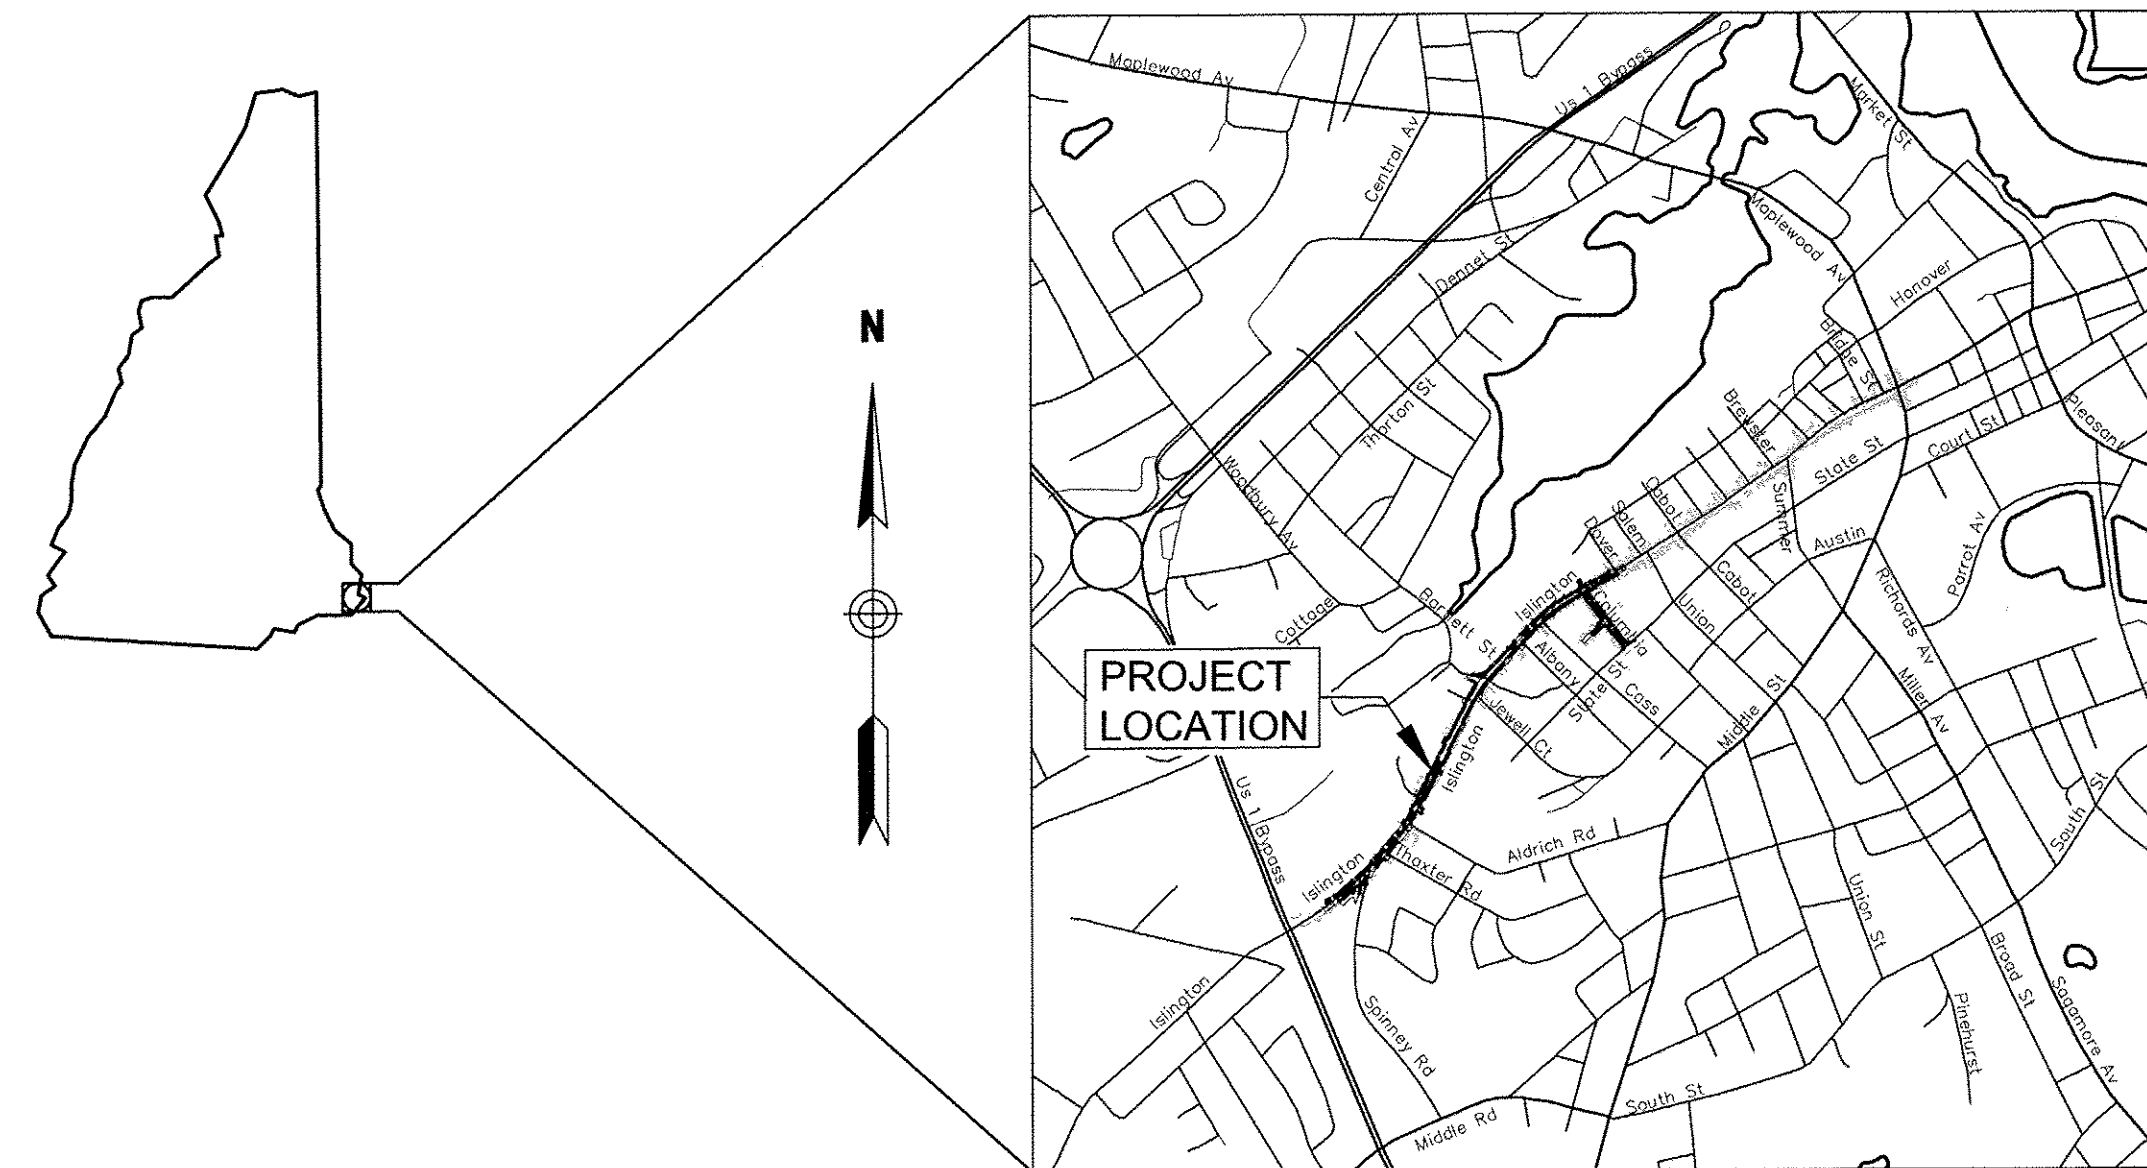 Maplewood Av
Us 1 Bypass
Market St
Central Av
Maplewood Av
Dennet St
Hanover
N
Bridge St
Thorton St
Brewster
Pleasant
State St
Court St
Woodbury Av
Cabot
Summer
Salem
Dover
Austin
Parrot Av
Islington
Cabot
Richards Av
Bartlett St
Columbia
Union
Cottage
PROJECT
LOCATION
Albany
State St
Cass
Miller Av
Jewell Ct
Middle St
Islington
Us 1 Bypass
South St
Aldrich Rd
Thaxter Rd
Islington
Union St
Broad St
Islington
Spinney Rd
Pinehurst
Sagamore Av
South St
Middle Rd